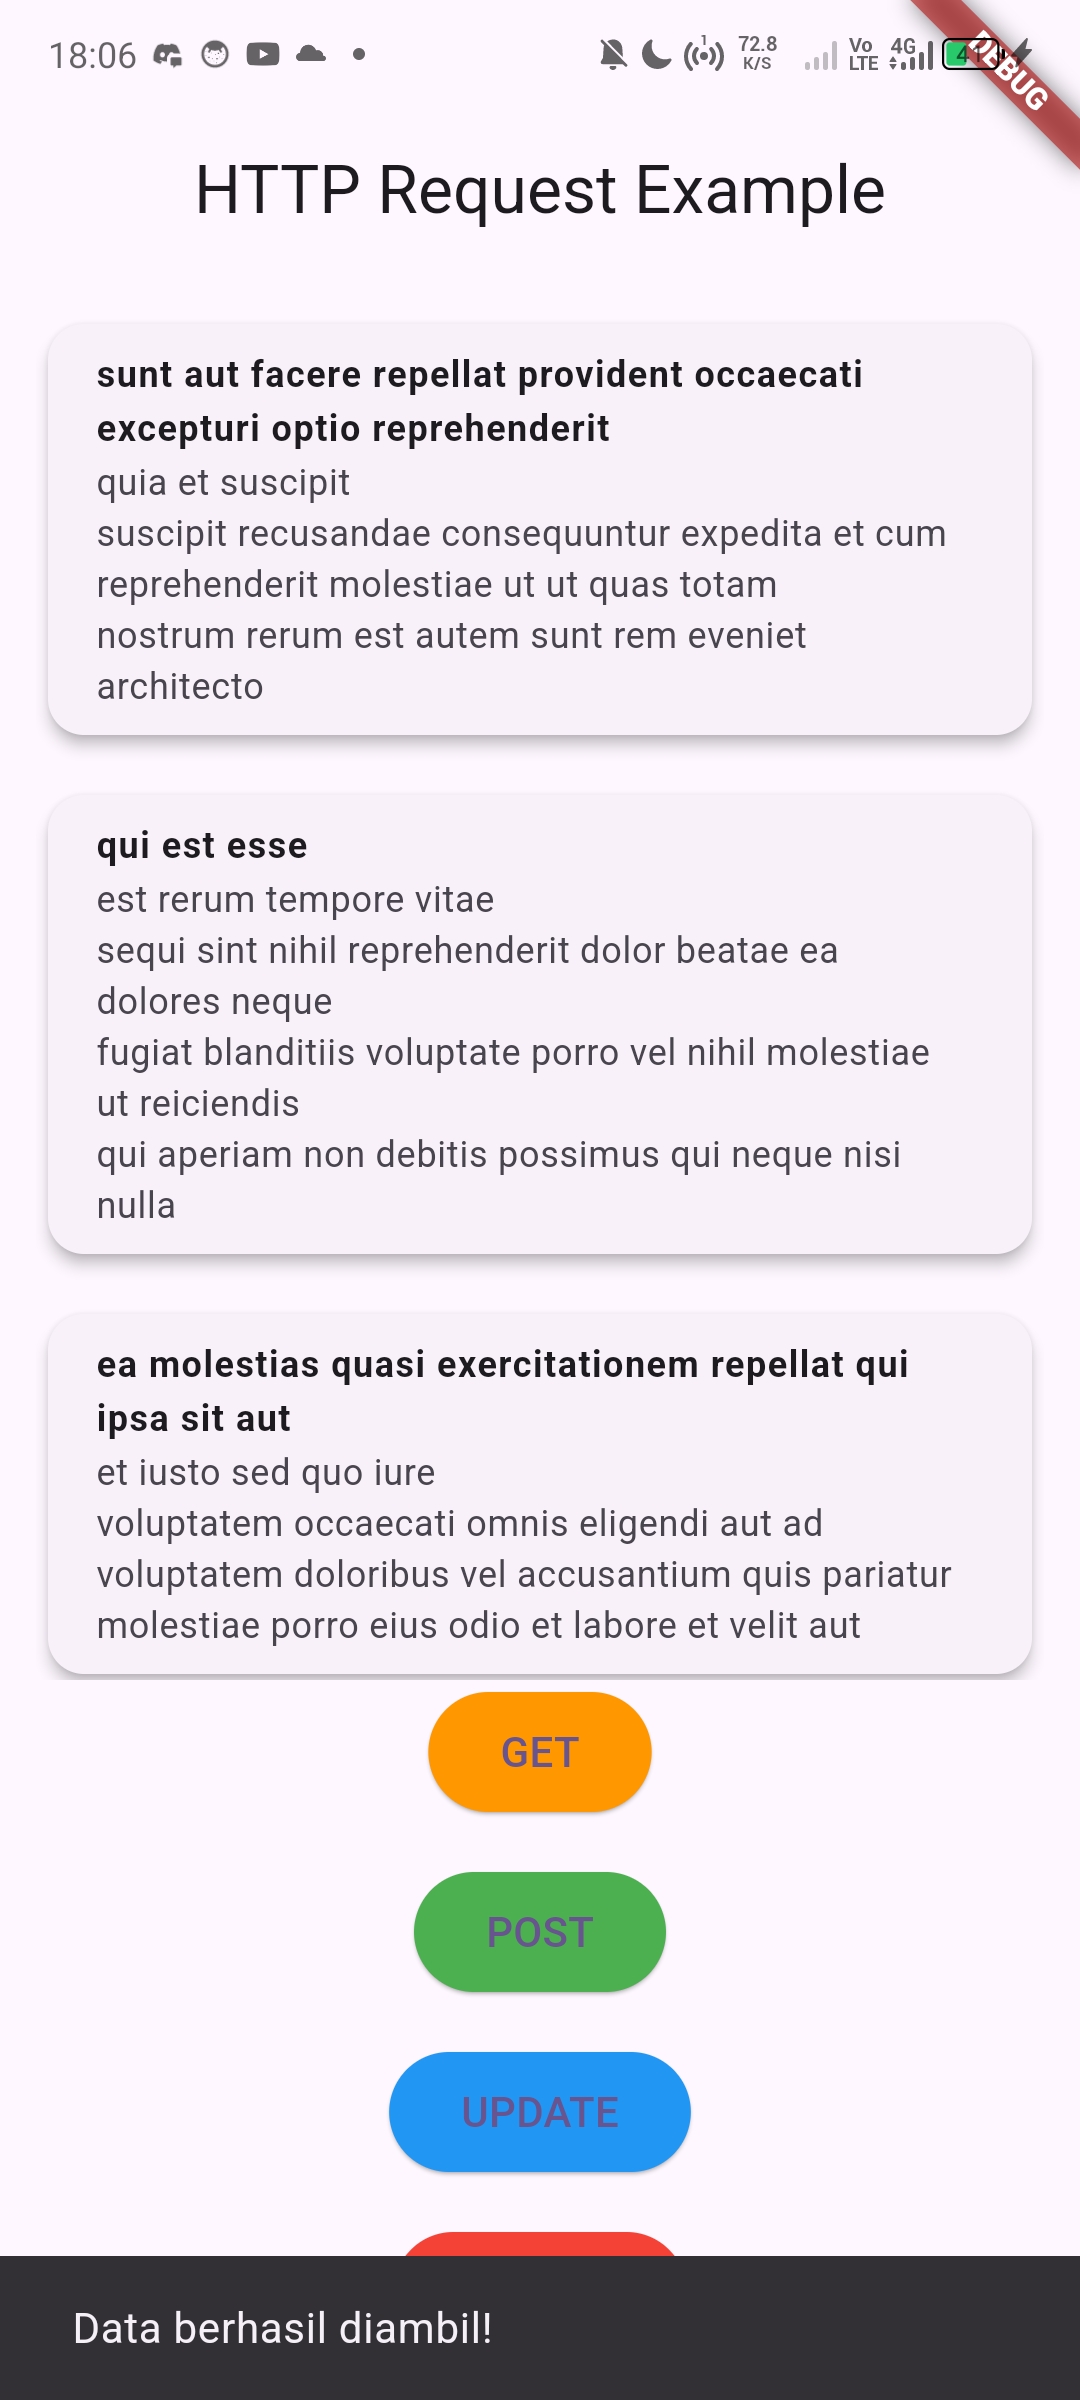 18:06
1
72.8
K/S
Vo
LTE
4G
DEBUG
HTTP Request Example
sunt aut facere repellat provident occaecati
excepturi optio reprehenderit
quia et suscipit
suscipit recusandae consequuntur expedita et cum
reprehenderit molestiae ut ut quas totam
nostrum rerum est autem sunt rem eveniet
architecto
qui est esse
est rerum tempore vitae
sequi sint nihil reprehenderit dolor beatae ea
dolores neque
fugiat blanditiis voluptate porro vel nihil molestiae
ut reiciendis
qui aperiam non debitis possimus qui neque nisi
nulla
ea molestias quasi exercitationem repellat qui
ipsa sit aut
et iusto sed quo iure
voluptatem occaecati omnis eligendi aut ad
voluptatem doloribus vel accusantium quis pariatur
molestiae porro eius odio et labore et velit aut
GET
POST
UPDATE
Data berhasil diambil!